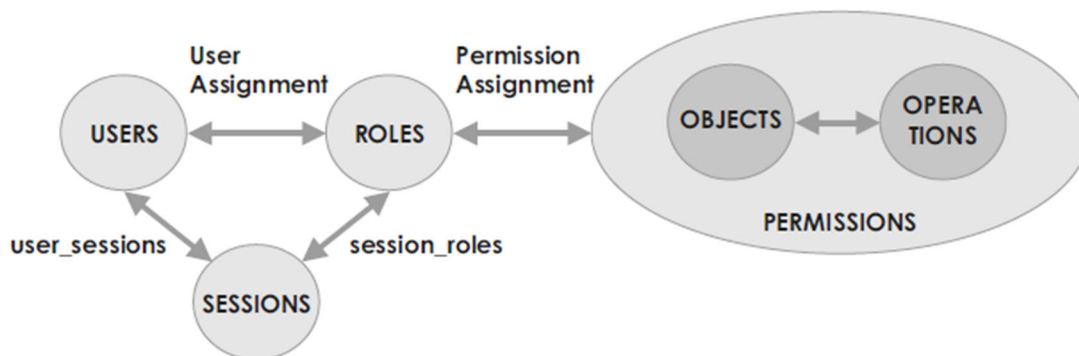 User
Assignment
Permission
Assignment
USERS
ROLES
OBJECTS
OPERA
TIONS
PERMISSIONS
user_sessions
session_roles
SESSIONS